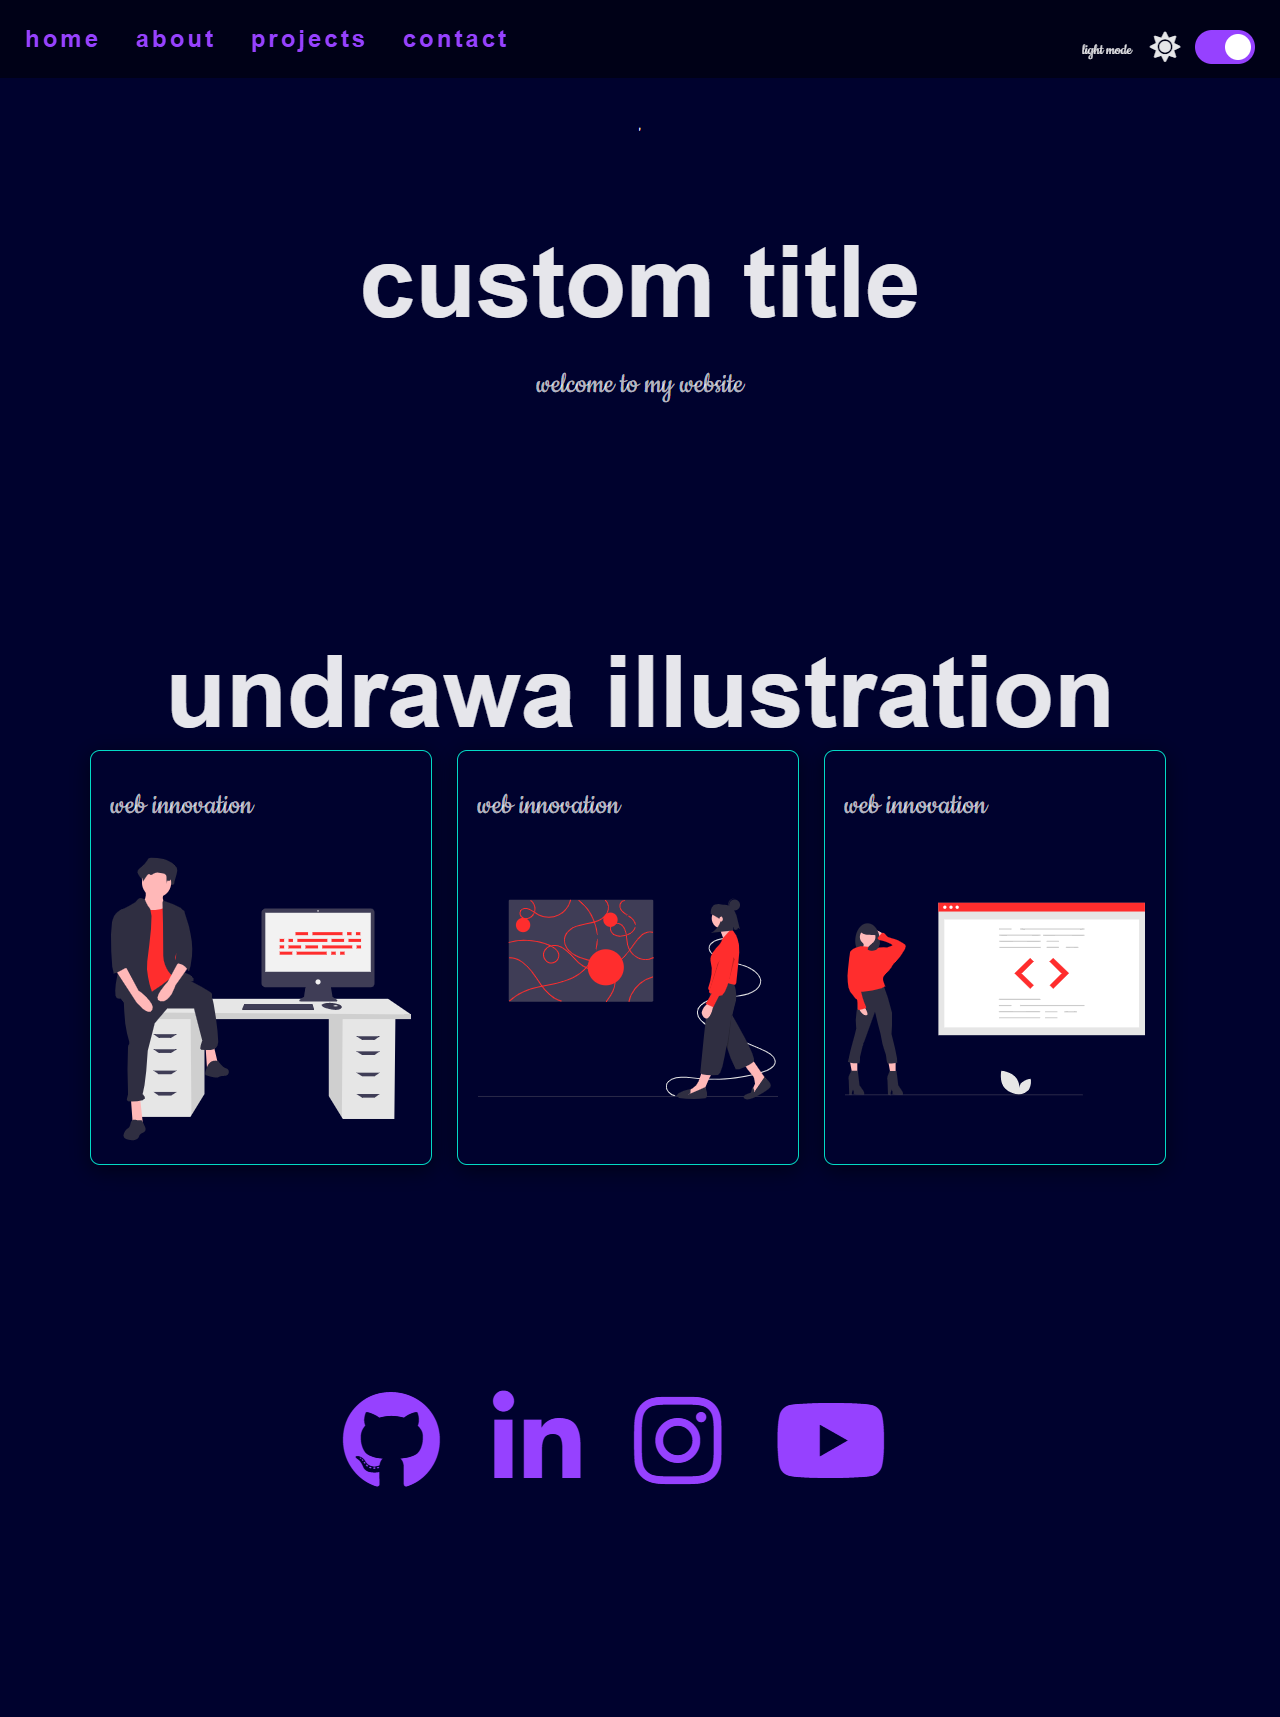 home about projects contact
light mode
custom title
welcome to my website
undrawa illustration
web innovation
web innovation
web innovation
in